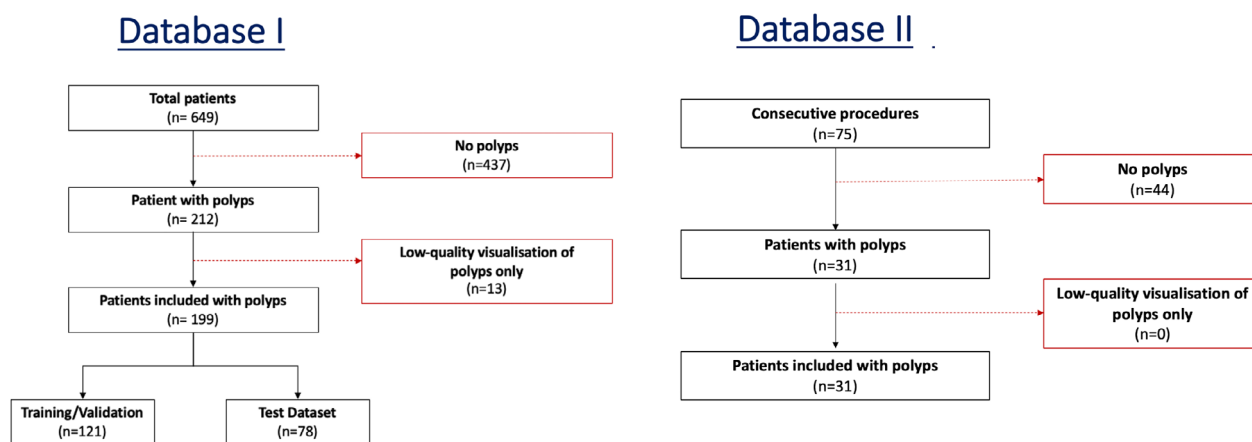 Database I
Total patients
(n= 649)
No polyps
(n=437)
Patient with polyps
(n= 212)
Low-quality visualisation of
polyps only
(n=13)
Patients included with polyps
(n= 199)
Training/Validation
(n=121)
Test Dataset
(n=78)
Database II .
Consecutive procedures
(n=75)
No polyps
(n=44)
Patients with polyps
(n=31)
Low-quality visualisation of
polyps only
(n=0)
Patients included with polyps
(n=31)